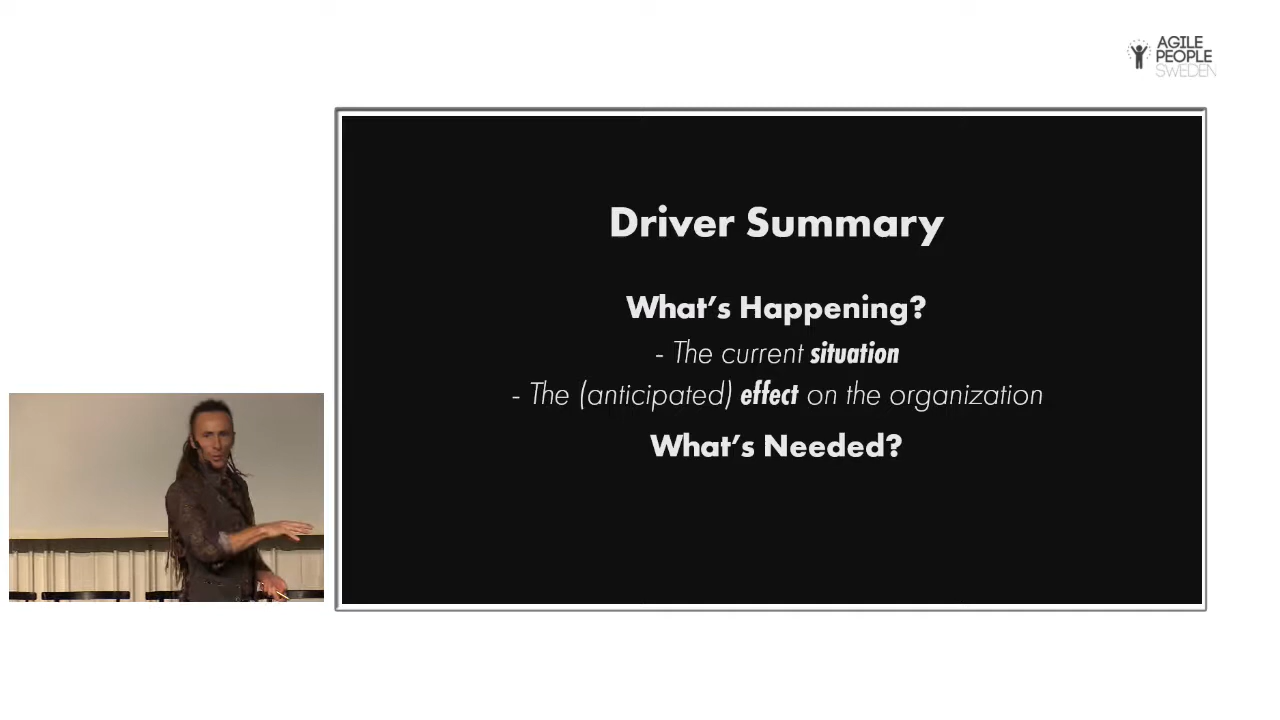 AGILE
PEOPLE
SWEDEN
Driver Summary
What's Happening?
- The current situation
- The (anticipated) effect on the organization
What's Needed?